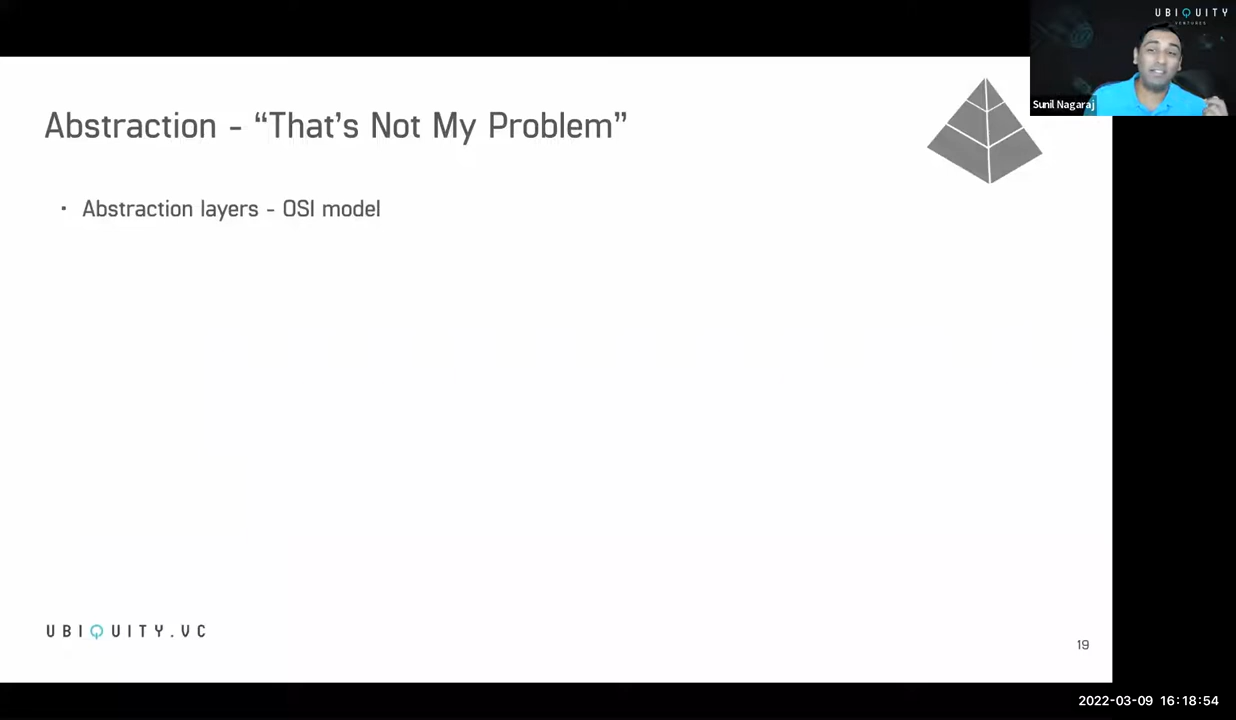 UBIQUITY
VENTURES
Sunil Nagaraj
Abstraction - “That’s Not My Problem”
· Abstraction layers - OSI model
UBIQUITY.VC
19
2022-03-09 16:18:54